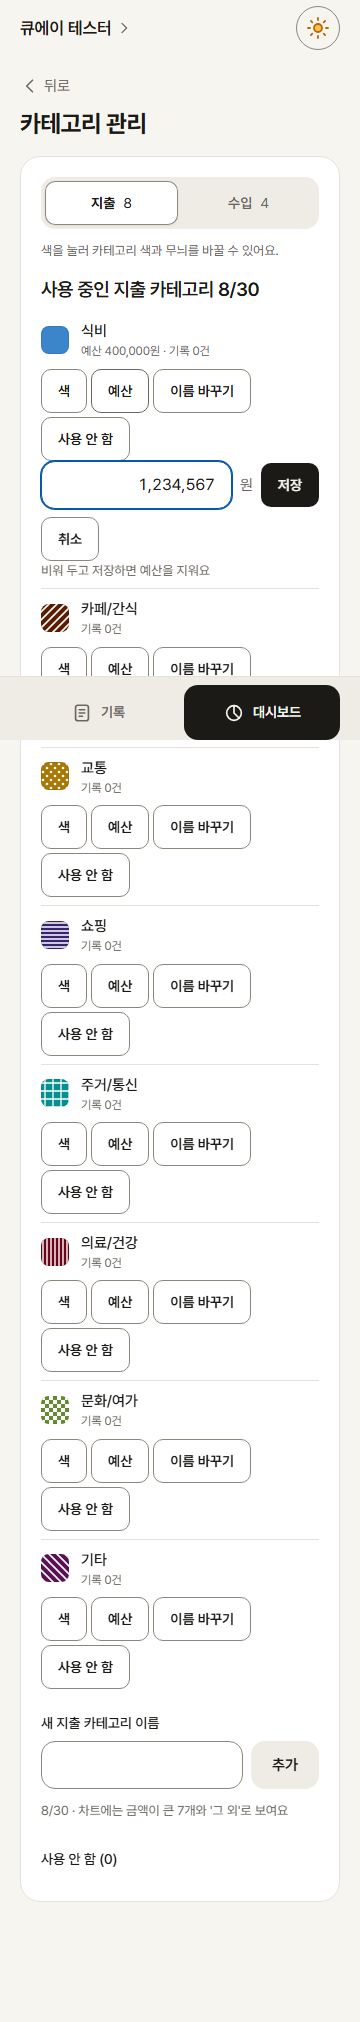 큐에이 테스터
뒤로
카테고리 관리
지출 8 수입 4
색을 눌러 카테고리 색과 무늬를 바꿀 수 있어요.
사용 중인 지출 카테고리 8/30
식비
예산 400,000원 · 기록 0건
색 예산 이름 바꾸기
사용 안 함
1,234,567 원 저장
취소
비워 두고 저장하면 예산을 지워요
카페/간식
기록 0건
색 예산 이름 바꾸기
기록 대시보드
교통
기록 0건
색 예산 이름 바꾸기
사용 안 함
쇼핑
기록 0건
색 예산 이름 바꾸기
사용 안 함
주거/통신
기록 0건
색 예산 이름 바꾸기
사용 안 함
의료/건강
기록 0건
색 예산 이름 바꾸기
사용 안 함
문화/여가
기록 0건
색 예산 이름 바꾸기
사용 안 함
기타
기록 0건
색 예산 이름 바꾸기
사용 안 함
새 지출 카테고리 이름
추가
8/30 · 차트에는 금액이 큰 7개와 '그 외'로 보여요
사용 안 함 (0)